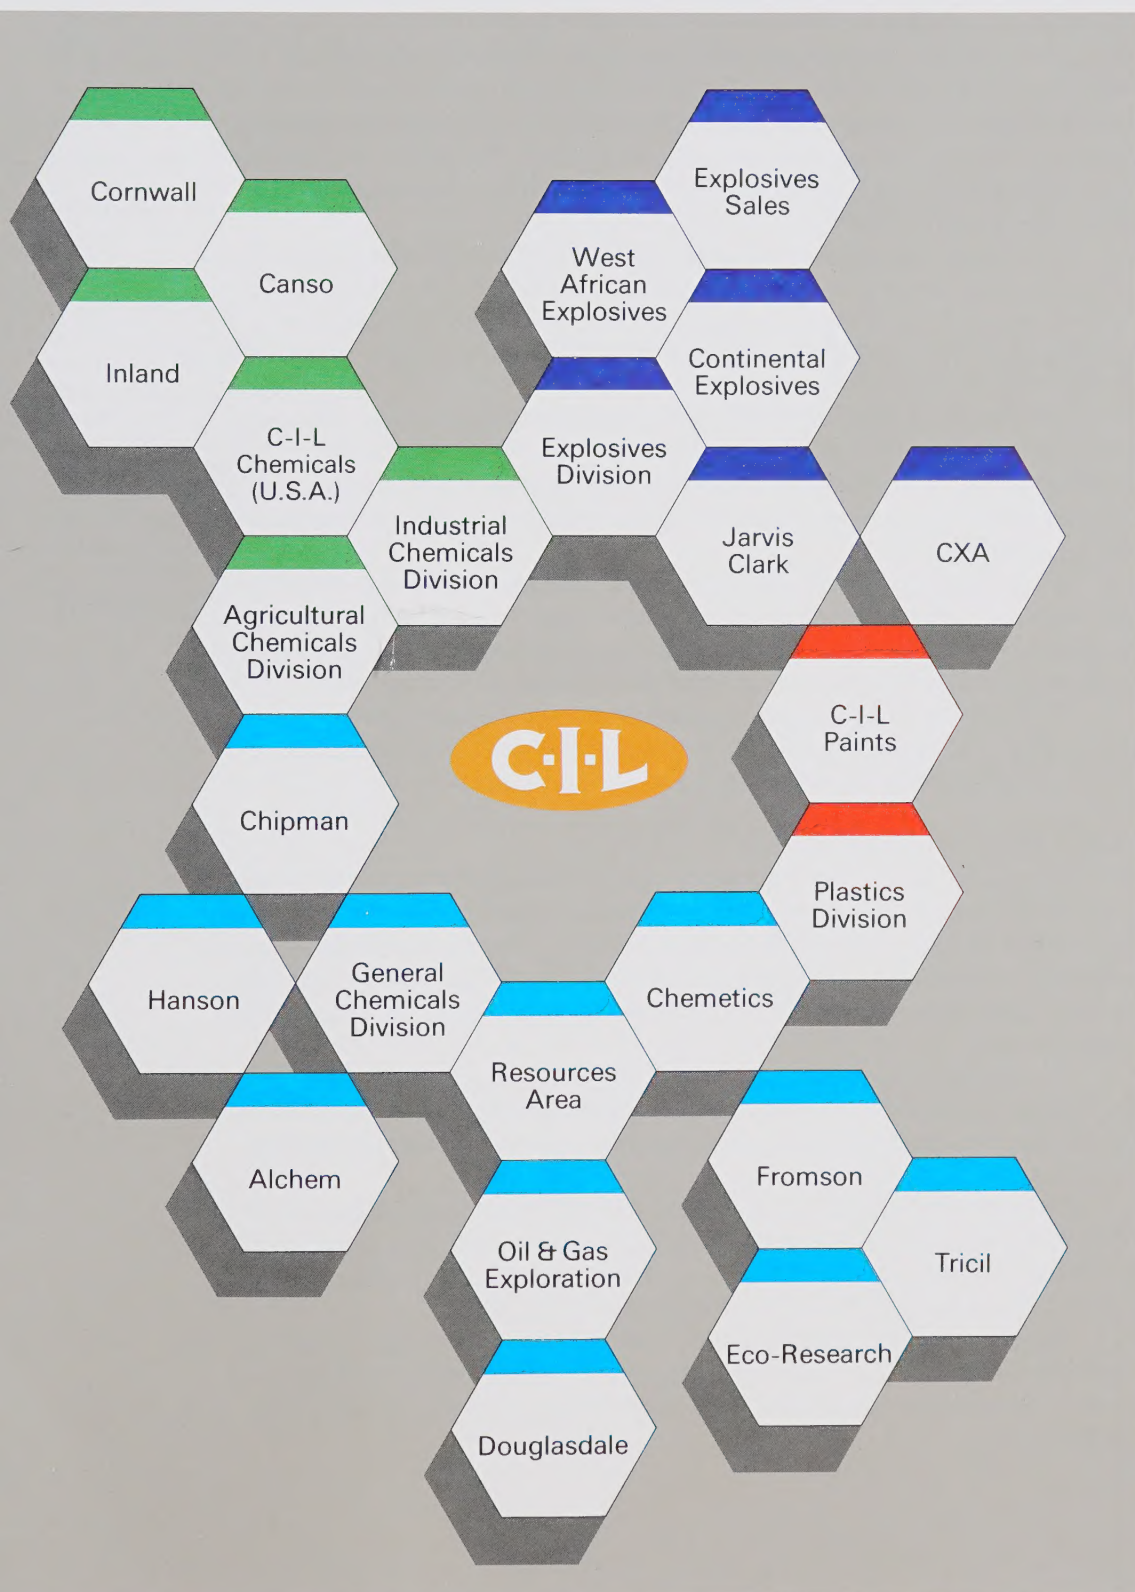 Cornwall
Explosives
Sales
Canso
West
African
Explosives
Inland
Continental
Explosives
C-I-L
Chemicals
(U.S.A.)
Explosives
Division
Industrial
Chemicals
Division
Jarvis
Clark
CXA
Agricultural
Chemicals
Division
C-I-L
Paints
C·I·L
Chipman
Plastics
Division
Hanson
General
Chemicals
Division
Chemetics
Resources
Area
Alchem
Fromson
Oil & Gas
Exploration
Tricil
Eco-Research
Douglasdale